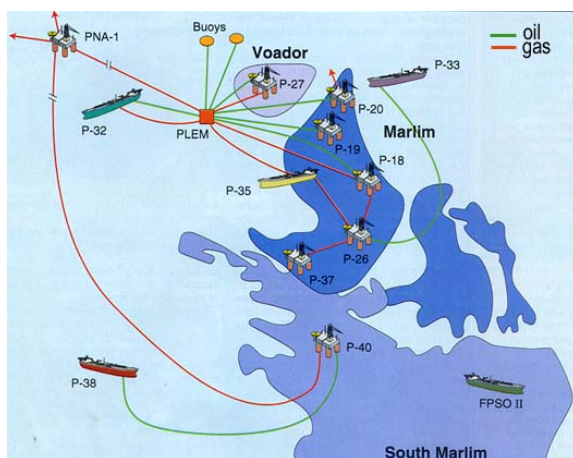 PNA-1
Buoys
Voador
P-33
oil
gas
P-27
P-20
P-32
PLEM
P-19
Marlim
P-18
P-35
P-26
P-37
P-40
P-38
FPSO II
South Marlim